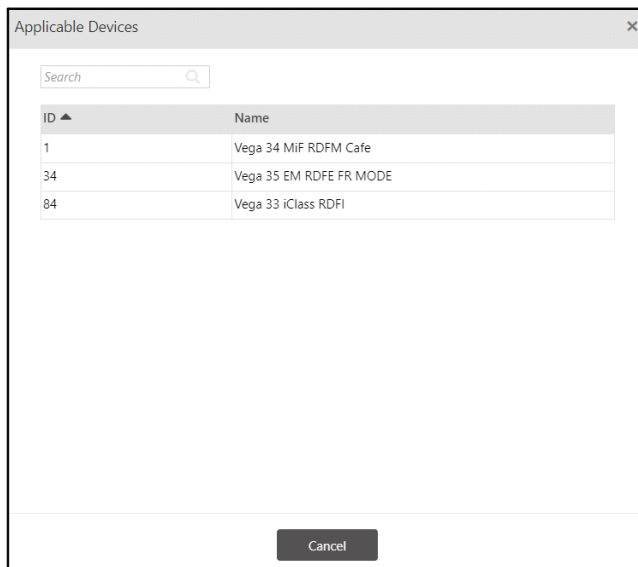 Applicable Devices
Search
ID Name
1 Vega 34 MiF RDFM Cafe
34 Vega 35 EM RDFE FR MODE
84 Vega 33 iClass RDFI
Cancel